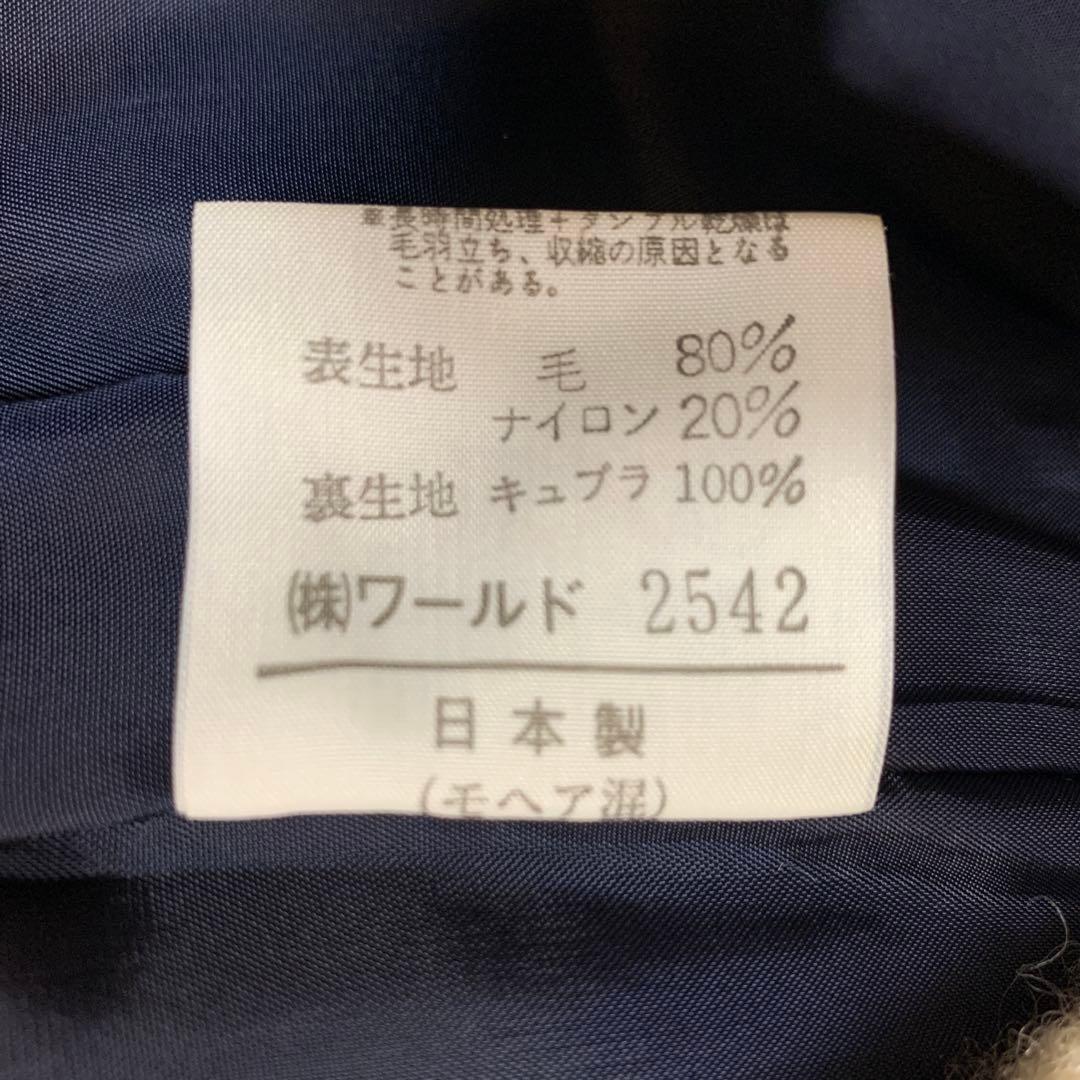 ※長時間処理+タンブル乾燥は
毛羽立ち、収縮の原因となる
ことがある。
表生地 毛 80%
ナイロン 20%
裏生地 キュプラ 100%
㈱ワールド 2542
日本製
(モヘア混)